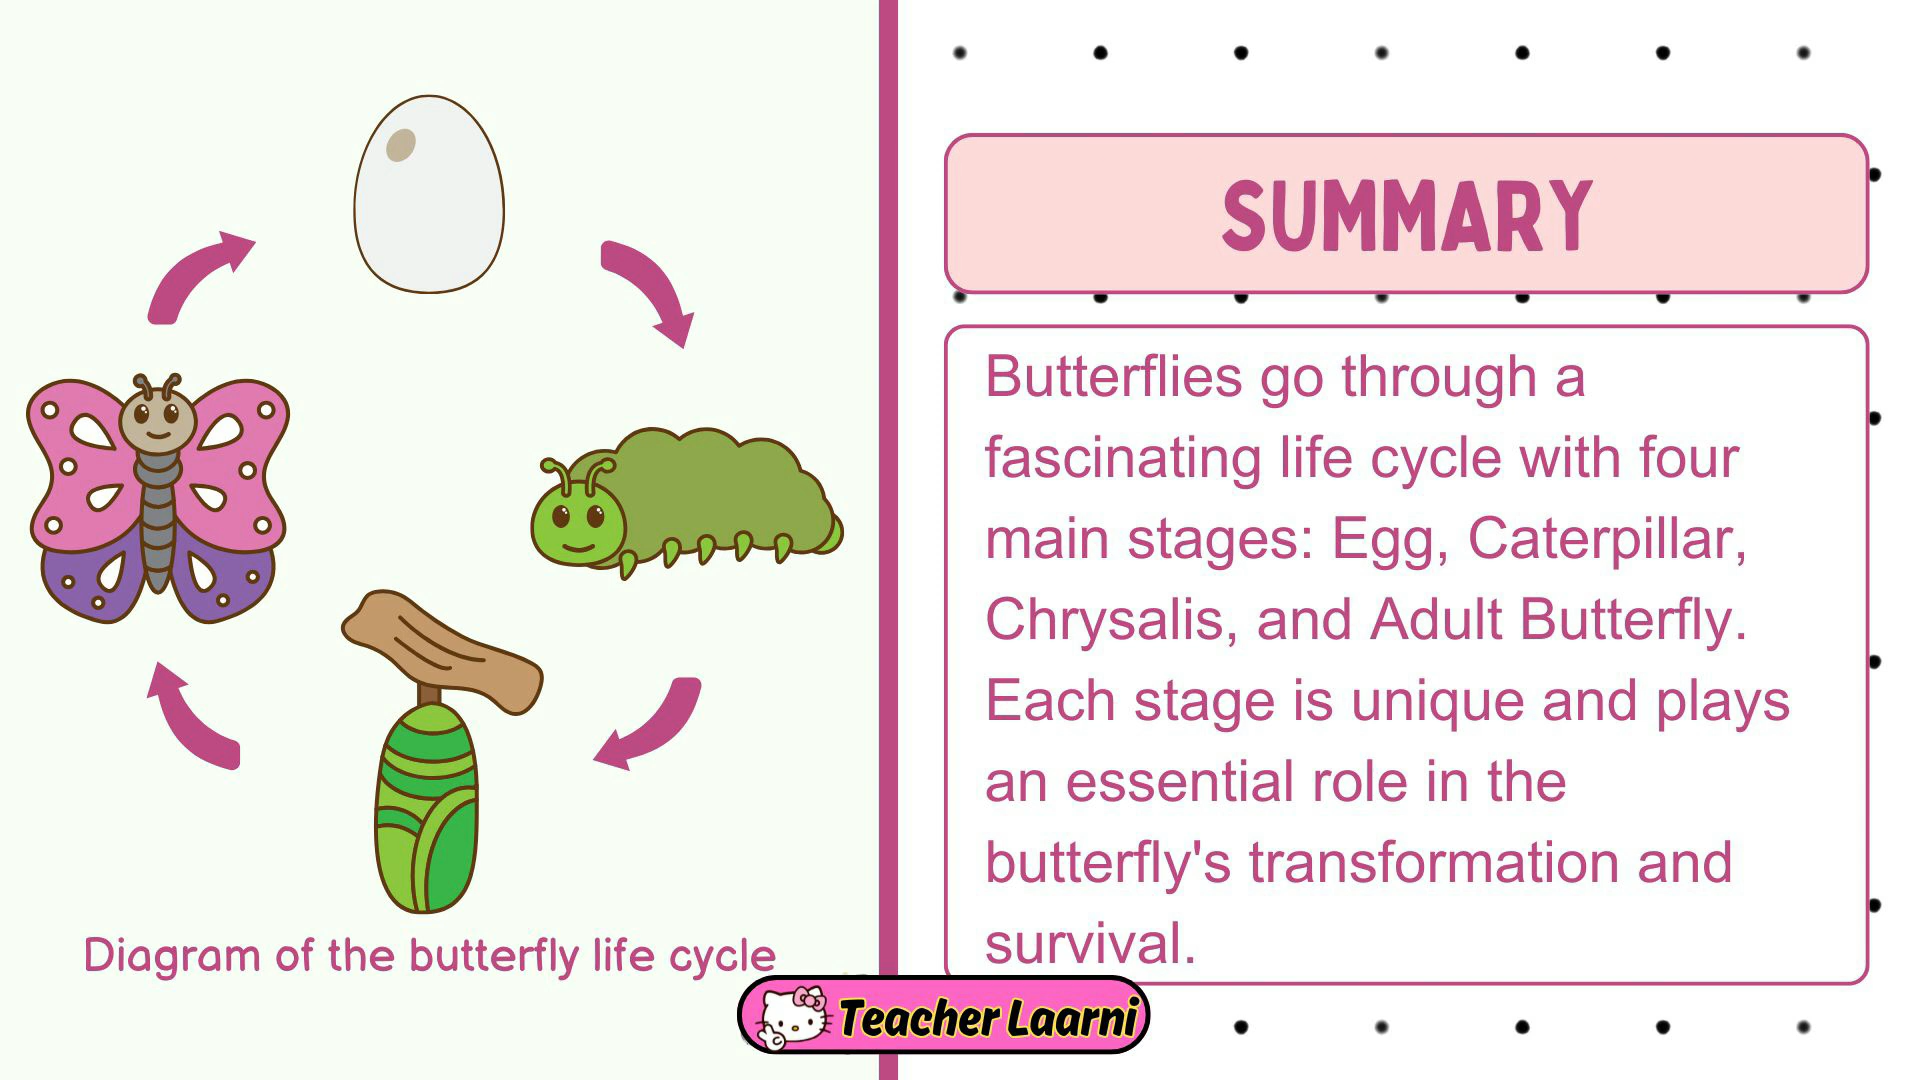 Diagram of the butterfly life cycle
SUMMARY
Butterflies go through a
fascinating life cycle with four
main stages: Egg, Caterpillar,
Chrysalis, and Adult Butterfly.
Each stage is unique and plays
an essential role in the
butterfly's transformation and
survival.
Teacher Laarni